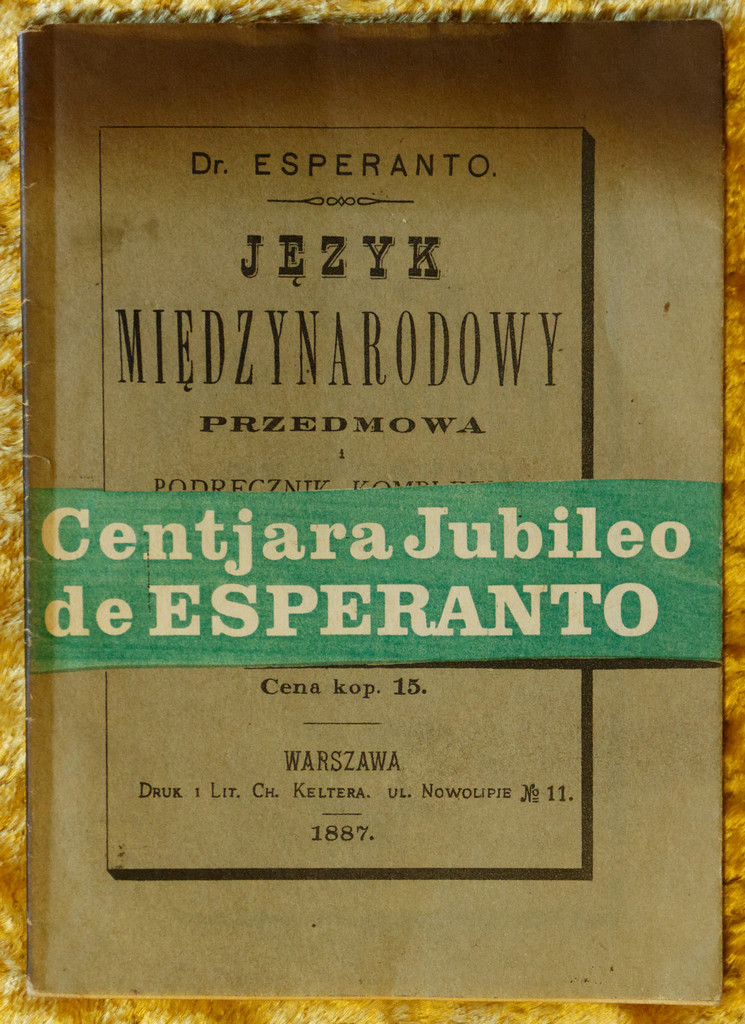 Dr. ESPERANTO.
JĘZYK
MIĘDZYNARODOWY
PRZEDMOWA
i
PODRĘCZNIK
Centjara Jubileo
de ESPERANTO
Cena kop. 15.
WARSZAWA
DRUK I LIT. CH. KELTERA. UL. NOWOLIPIE № 11.
1887.